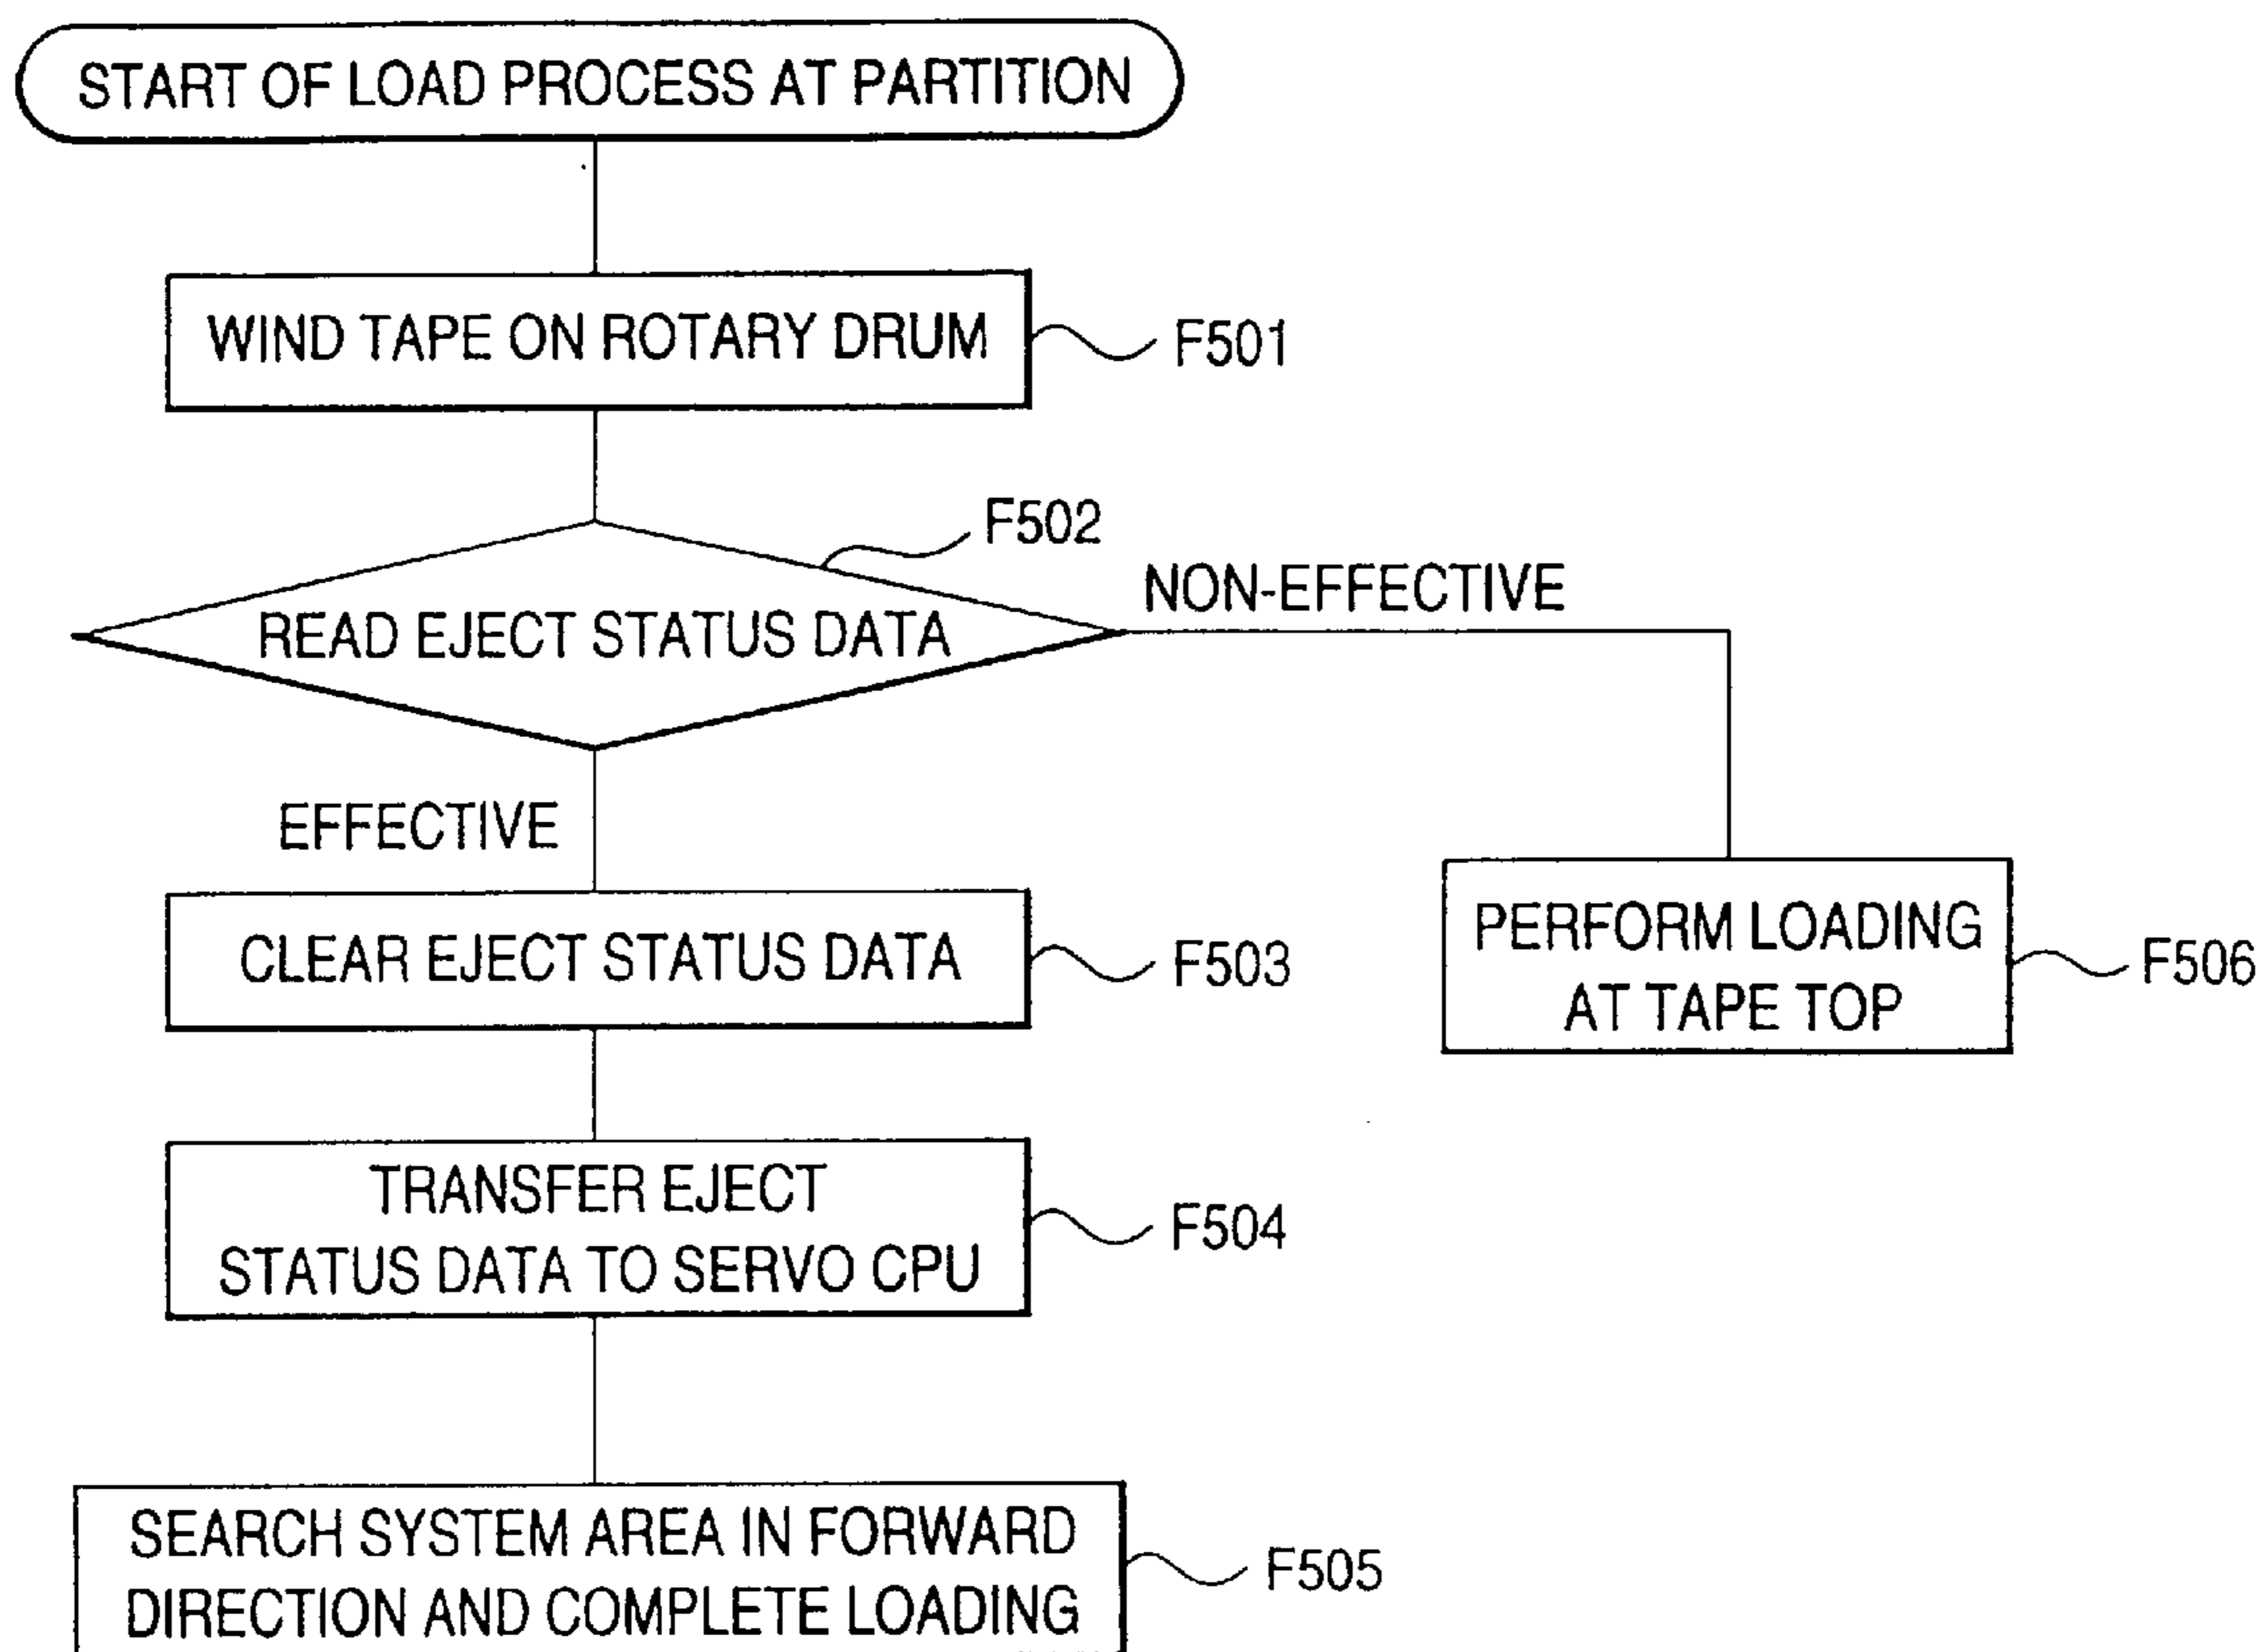 START OF LOAD PROCESS AT PARTITION
WIND TAPE ON ROTARY DRUM
F501
F502
READ EJECT STATUS DATA
NON-EFFECTIVE
EFFECTIVE
CLEAR EJECT STATUS DATA
F503
PERFORM LOADING
AT TAPE TOP
F506
TRANSFER EJECT
STATUS DATA TO SERVO CPU
F504
SEARCH SYSTEM AREA IN FORWARD
DIRECTION AND COMPLETE LOADING
F505